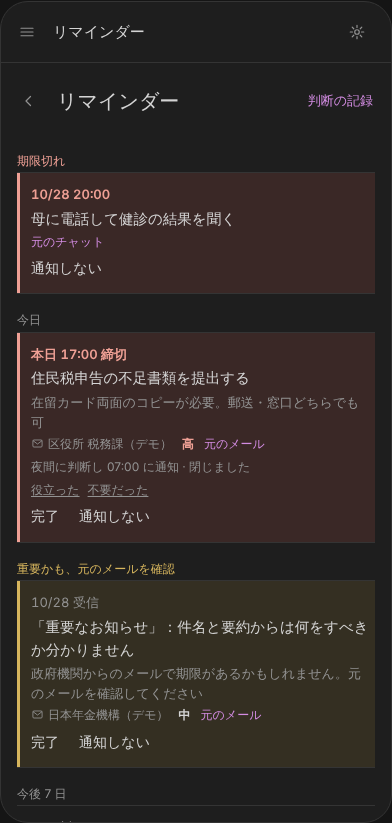 リマインダー
リマインダー
判断の記録
期限切れ
10/28 20:00
母に電話して健診の結果を聞く
元のチャット
通知しない
今日
本日 17:00 締切
住民税申告の不足書類を提出する
在留カード両面のコピーが必要。郵送・窓口どちらでも
可
区役所 税務課（デモ） 高 元のメール
夜間に判断し 07:00 に通知 · 閉じました
役立った 不要だった
完了 通知しない
重要かも、元のメールを確認
10/28 受信
「重要なお知らせ」：件名と要約からは何をすべき
か分かりません
政府機関からのメールで期限があるかもしれません。元
のメールを確認してください
日本年金機構（デモ） 中 元のメール
完了 通知しない
今後 7 日